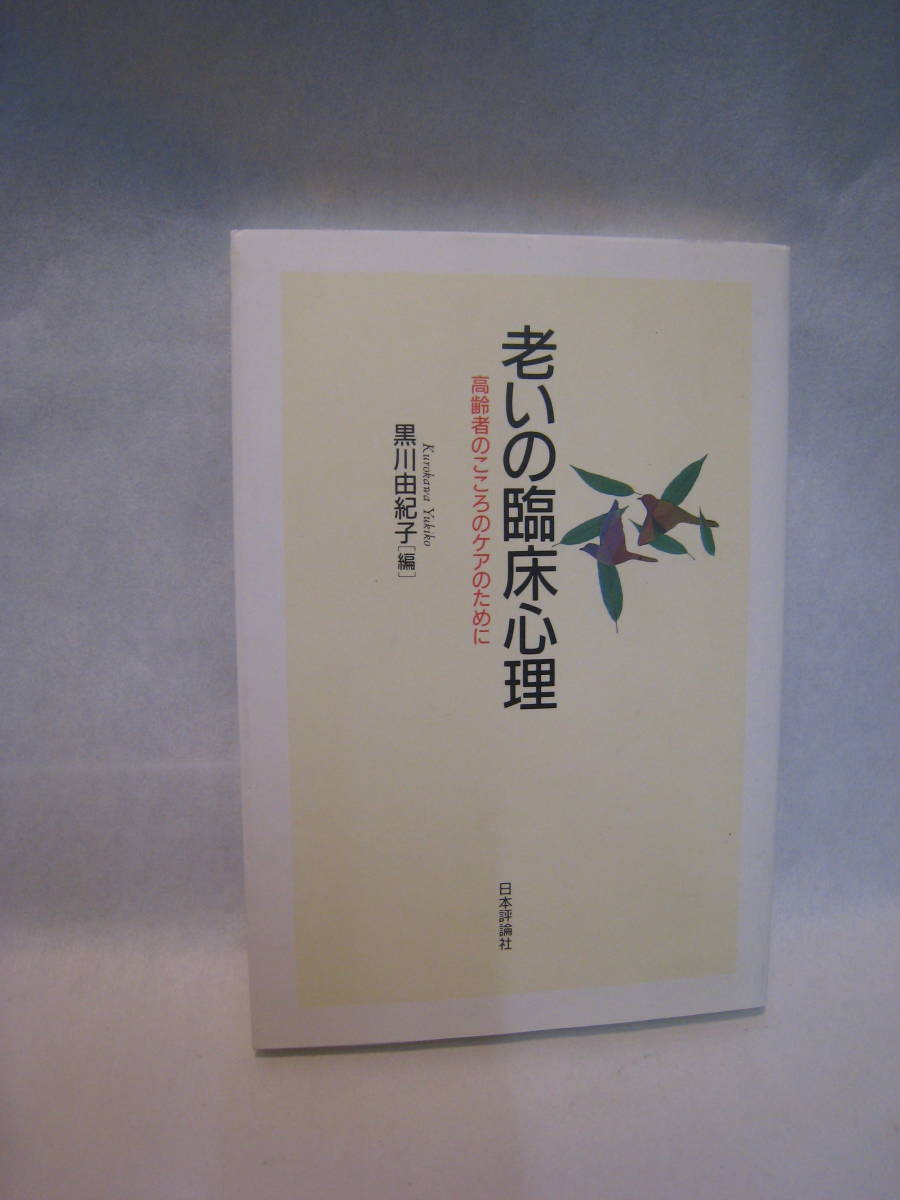 老いの臨床心理
高齢者のこころのケアのために
Kurokawa Yukiko
黒川由紀子[編]
日本評論社